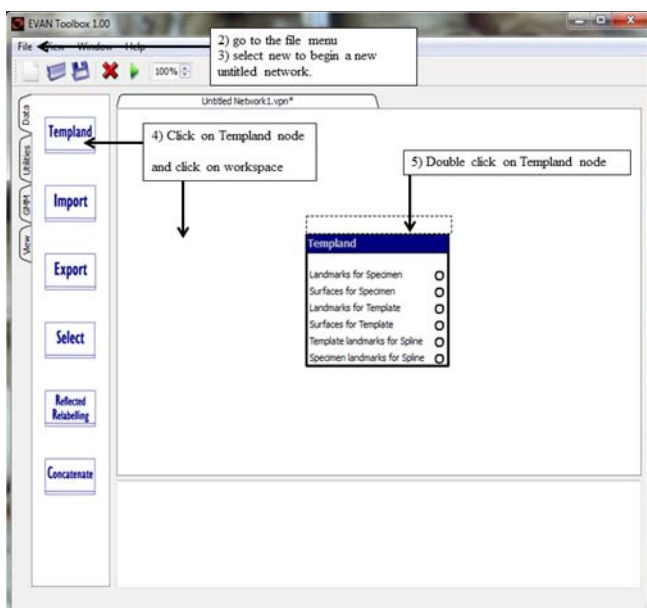 EVAN Toolbox 1.00
File View Window Help
2) go to the file menu
3) select new to begin a new
untitled network.
100%
Untitled Network1.vpn*
Data
Utilities
GMM
View
Templand
Import
Export
Select
Reflected
Relabelling
Concatenate
4) Click on Templand node
and click on workspace
5) Double click on Templand node
Templand
Landmarks for Specimen
Surfaces for Specimen
Landmarks for Template
Surfaces for Template
Template landmarks for Spline
Specimen landmarks for Spline